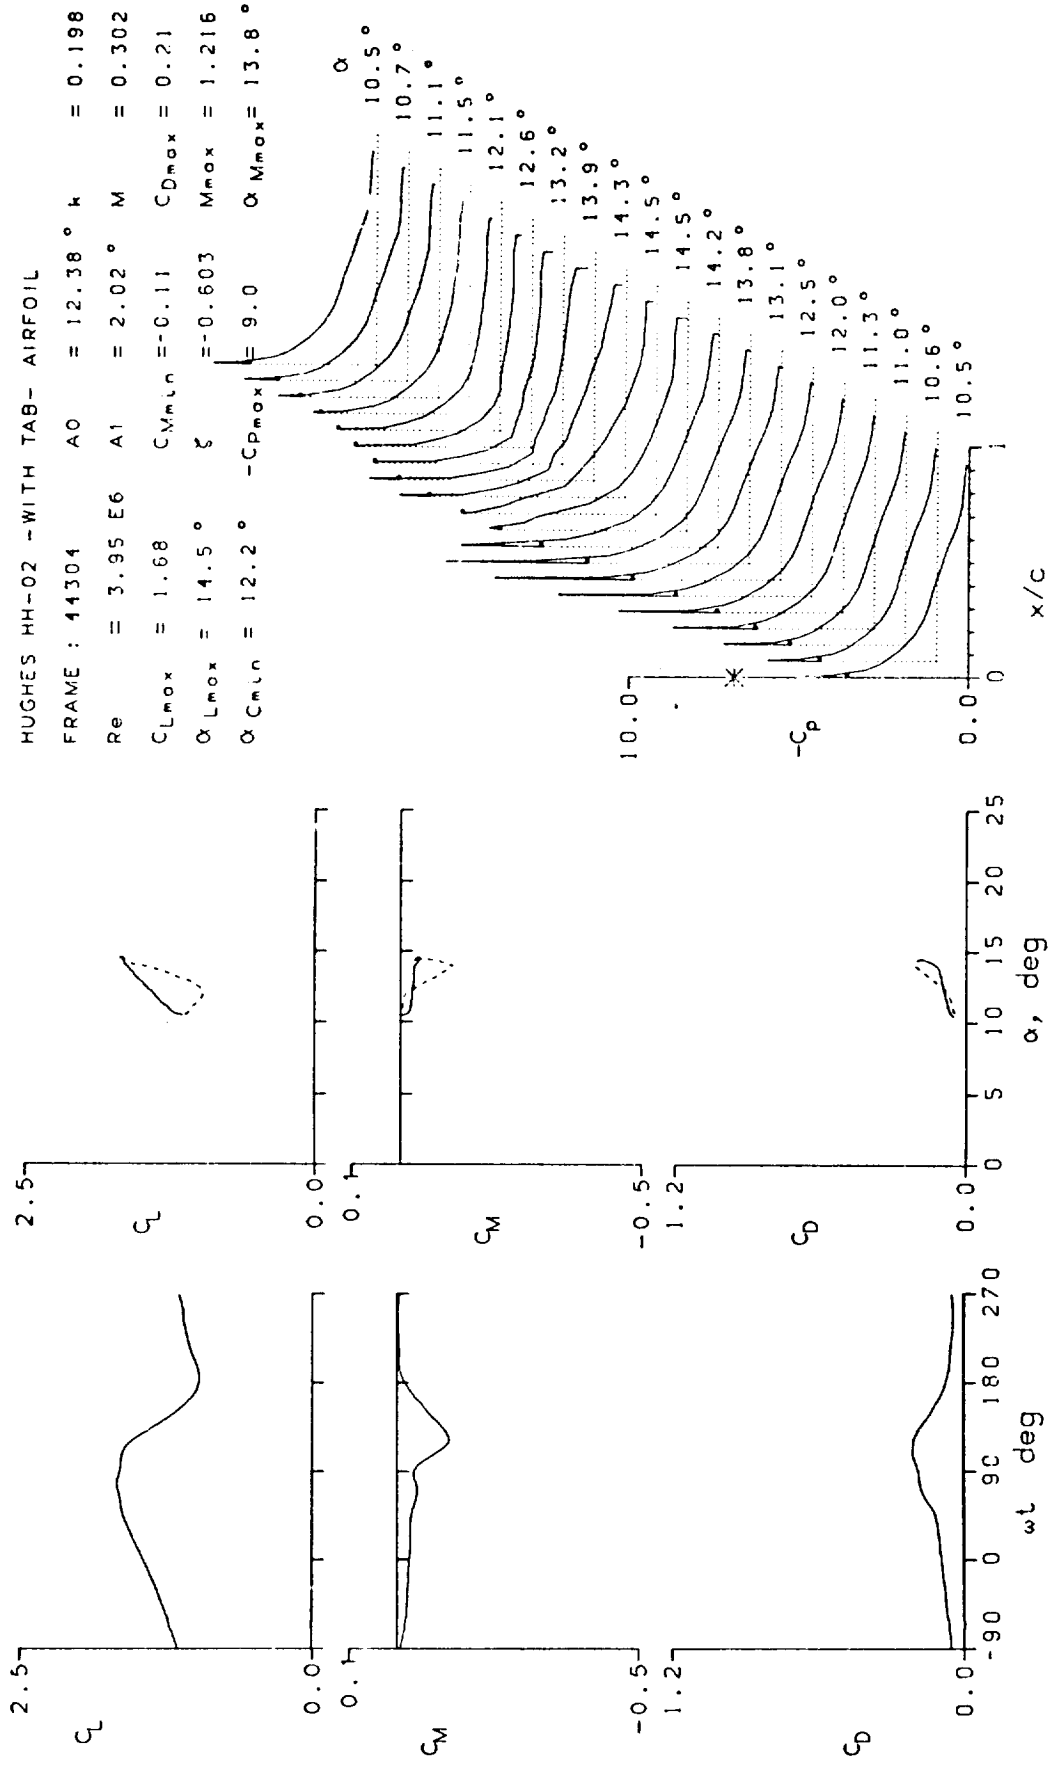 HUGHES HH-02 -WITH TAB- AIRFOIL
FRAME : 44304 A0 = 12.38° k = 0.198
Re = 3.95 E6 A1 = 2.02° M = 0.302
CLmax = 1.68 CMmin =-0.11 CDmax = 0.21
αLmax = 14.5° ζ =-0.603 Mmax = 1.216
αCmin = 12.2° -CPmax = 9.0 αMmax = 13.8°
2.5
CL
0.0
0.1
CM
-0.5
1.2
CD
0.0
-90 0 90 180 270
ωt deg
2.5
CL
0.0
0.1
CM
-0.5
1.2
CD
0.0
0 5 10 15 20 25
α, deg
10.0
-Cp
0.0
0 1
x/c
α
10.5°
10.7°
11.1°
11.5°
12.1°
12.6°
13.2°
13.9°
14.3°
14.5°
14.5°
14.2°
13.8°
13.1°
12.5°
12.0°
11.3°
11.0°
10.6°
10.5°